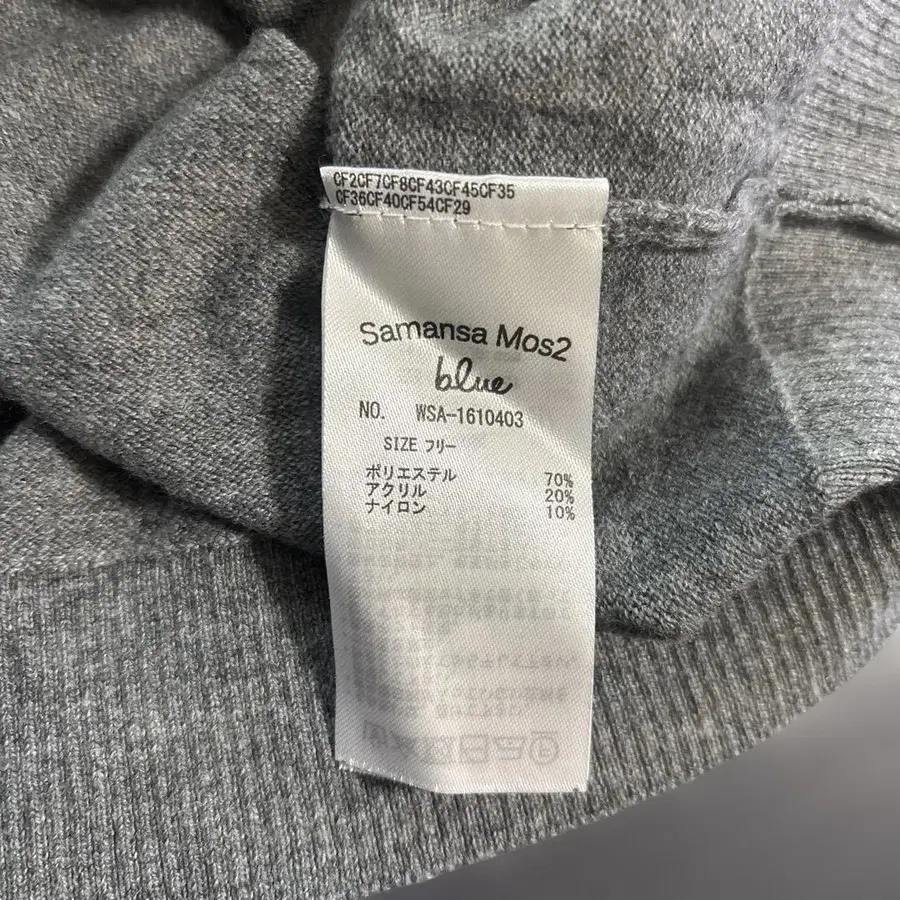 CF2CF7CF8CF43CF45CF35
CF36CF40CF54CF29
Samansa Mos2
blue
NO. WSA-1610403
SIZE フリー
ポリエステル 70%
アクリル 20%
ナイロン 10%